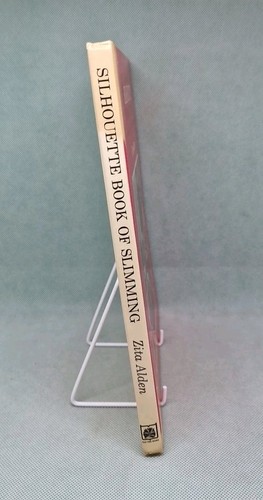 SILHOUETTE BOOK OF SLIMMING
Zita Alden